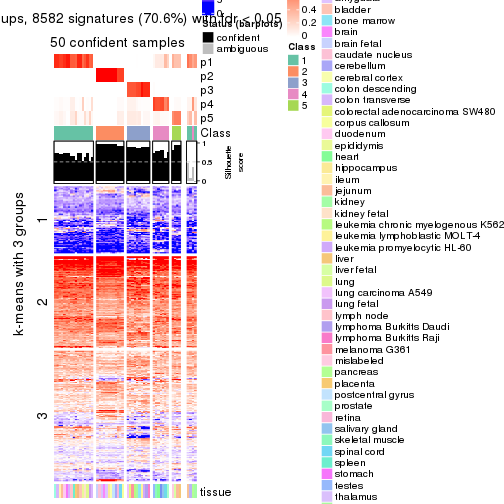 ups, 8582 signatures (70.6%) with fdr < 0.05
50 confident samples
p1
p2
p3
p4
p5
Class
1
0.5
0
Silhouette
score
k-means with 3 groups
1
2
3
tissue
0
Status (barplots)
confident
ambiguous
0.4
0.2
0
Class
1
2
3
4
5
bladder
bone marrow
brain
brain fetal
caudate nucleus
cerebellum
cerebral cortex
colon descending
colon transverse
colorectal adenocarcinoma SW480
corpus callosum
duodenum
epididymis
heart
hippocampus
ileum
jejunum
kidney
kidney fetal
leukemia chronic myelogenous K562
leukemia lymphoblastic MOLT-4
leukemia promyelocytic HL-60
liver
liver fetal
lung
lung carcinoma A549
lung fetal
lymph node
lymphoma Burkitts Daudi
lymphoma Burkitts Raji
melanoma G361
mislabeled
pancreas
placenta
postcentral gyrus
prostate
retina
salivary gland
skeletal muscle
spinal cord
spleen
stomach
testes
thalamus